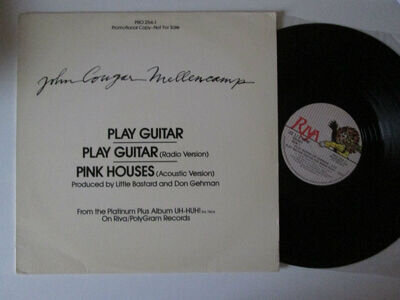 PRO 254-1
Promotional Copy-Not For Sale
John Cougar Mellencamp
PLAY GUITAR
PLAY GUITAR (Radio Version)
PINK HOUSES (Acoustic Version)
Produced by Little Bastard and Don Gehman
From the Platinum Plus Album UH-HUH!
On Riva/PolyGram Records
RIVA